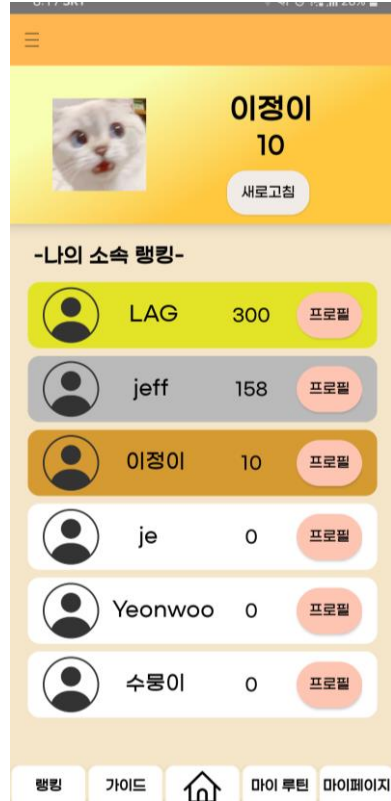 이정이
10
새로고침
-나의 소속 랭킹-
LAG 300 프로필
jeff 158 프로필
이정이 10 프로필
je 0 프로필
Yeonwoo 0 프로필
수뭉이 0 프로필
랭킹 가이드 마이 루틴 마이페이지